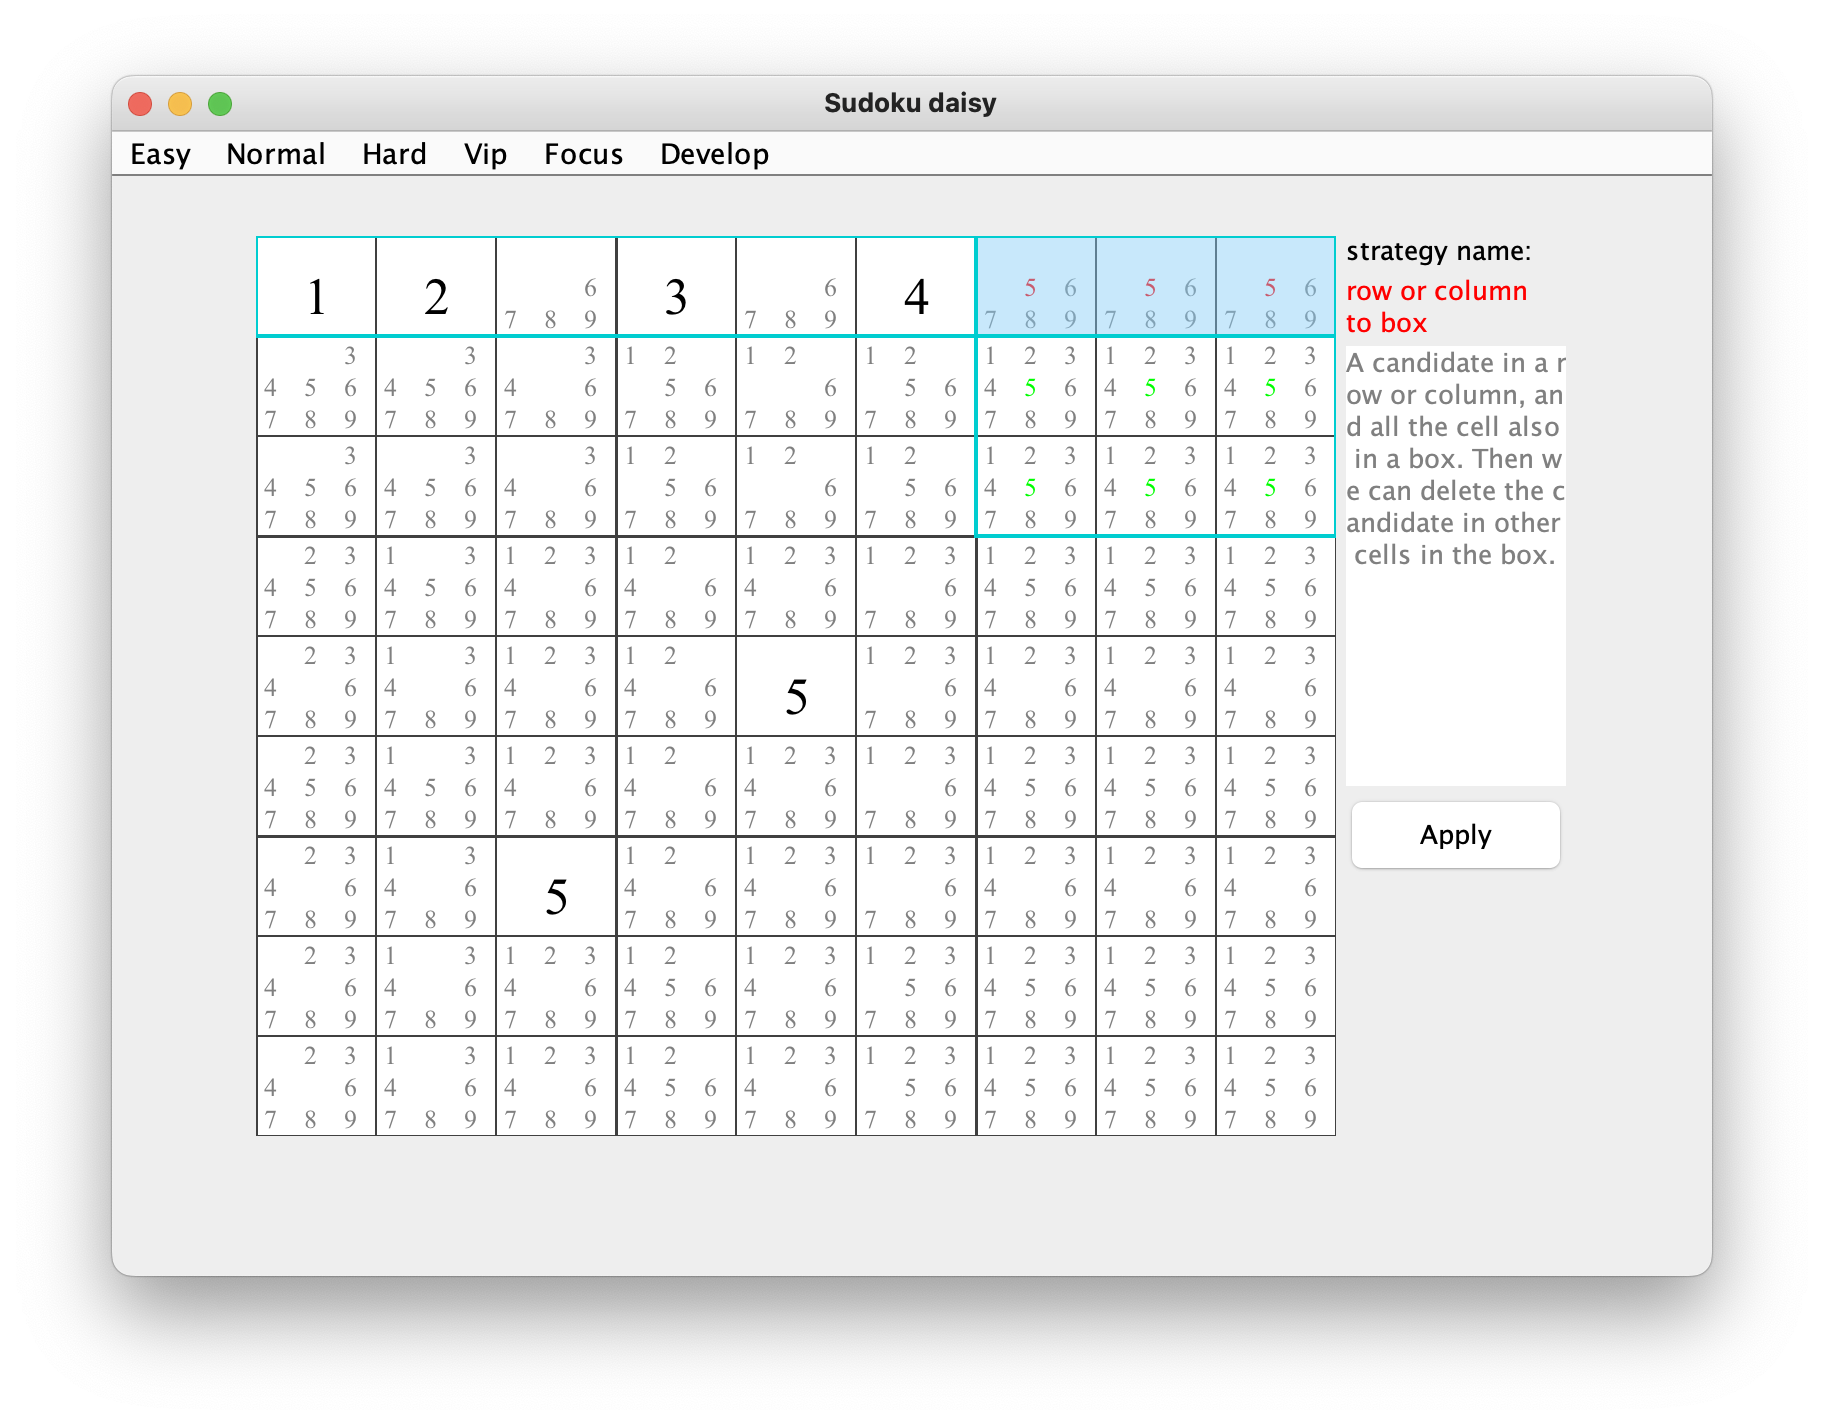 Sudoku daisy
Easy Normal Hard Vip Focus Develop
1 2 6 3 6 4 5 6 5 6 5 6
7 8 9 7 8 9 7 8 9 7 8 9 7 8 9
3 3 3 1 2 1 2 1 2 1 2 3 1 2 3 1 2 3
4 5 6 4 5 6 4 6 5 6 6 5 6 4 5 6 4 5 6 4 5 6
7 8 9 7 8 9 7 8 9 7 8 9 7 8 9 7 8 9 7 8 9 7 8 9 7 8 9
3 3 3 1 2 1 2 1 2 1 2 3 1 2 3 1 2 3
4 5 6 4 5 6 4 6 5 6 6 5 6 4 5 6 4 5 6 4 5 6
7 8 9 7 8 9 7 8 9 7 8 9 7 8 9 7 8 9 7 8 9 7 8 9 7 8 9
2 3 1 3 1 2 3 1 2 1 2 3 1 2 3 1 2 3 1 2 3 1 2 3
4 5 6 4 5 6 4 6 4 6 4 6 6 4 5 6 4 5 6 4 5 6
7 8 9 7 8 9 7 8 9 7 8 9 7 8 9 7 8 9 7 8 9 7 8 9 7 8 9
2 3 1 3 1 2 3 1 2 1 2 3 1 2 3 1 2 3 1 2 3
4 6 4 6 4 6 4 6 5 6 4 6 4 6 4 6
7 8 9 7 8 9 7 8 9 7 8 9 7 8 9 7 8 9 7 8 9 7 8 9
2 3 1 3 1 2 3 1 2 1 2 3 1 2 3 1 2 3 1 2 3 1 2 3
4 5 6 4 5 6 4 6 4 6 4 6 6 4 5 6 4 5 6 4 5 6
7 8 9 7 8 9 7 8 9 7 8 9 7 8 9 7 8 9 7 8 9 7 8 9 7 8 9
2 3 1 3 1 2 1 2 3 1 2 3 1 2 3 1 2 3 1 2 3
4 6 4 6 5 4 6 4 6 6 4 6 4 6 4 6
7 8 9 7 8 9 7 8 9 7 8 9 7 8 9 7 8 9 7 8 9 7 8 9
2 3 1 3 1 2 3 1 2 1 2 3 1 2 3 1 2 3 1 2 3 1 2 3
4 6 4 6 4 6 4 5 6 4 6 5 6 4 5 6 4 5 6 4 5 6
7 8 9 7 8 9 7 8 9 7 8 9 7 8 9 7 8 9 7 8 9 7 8 9 7 8 9
2 3 1 3 1 2 3 1 2 1 2 3 1 2 3 1 2 3 1 2 3 1 2 3
4 6 4 6 4 6 4 5 6 4 6 5 6 4 5 6 4 5 6 4 5 6
7 8 9 7 8 9 7 8 9 7 8 9 7 8 9 7 8 9 7 8 9 7 8 9 7 8 9
strategy name:
row or column
to box
A candidate in a r
ow or column, an
d all the cell also
in a box. Then w
e can delete the c
andidate in other
cells in the box.
Apply